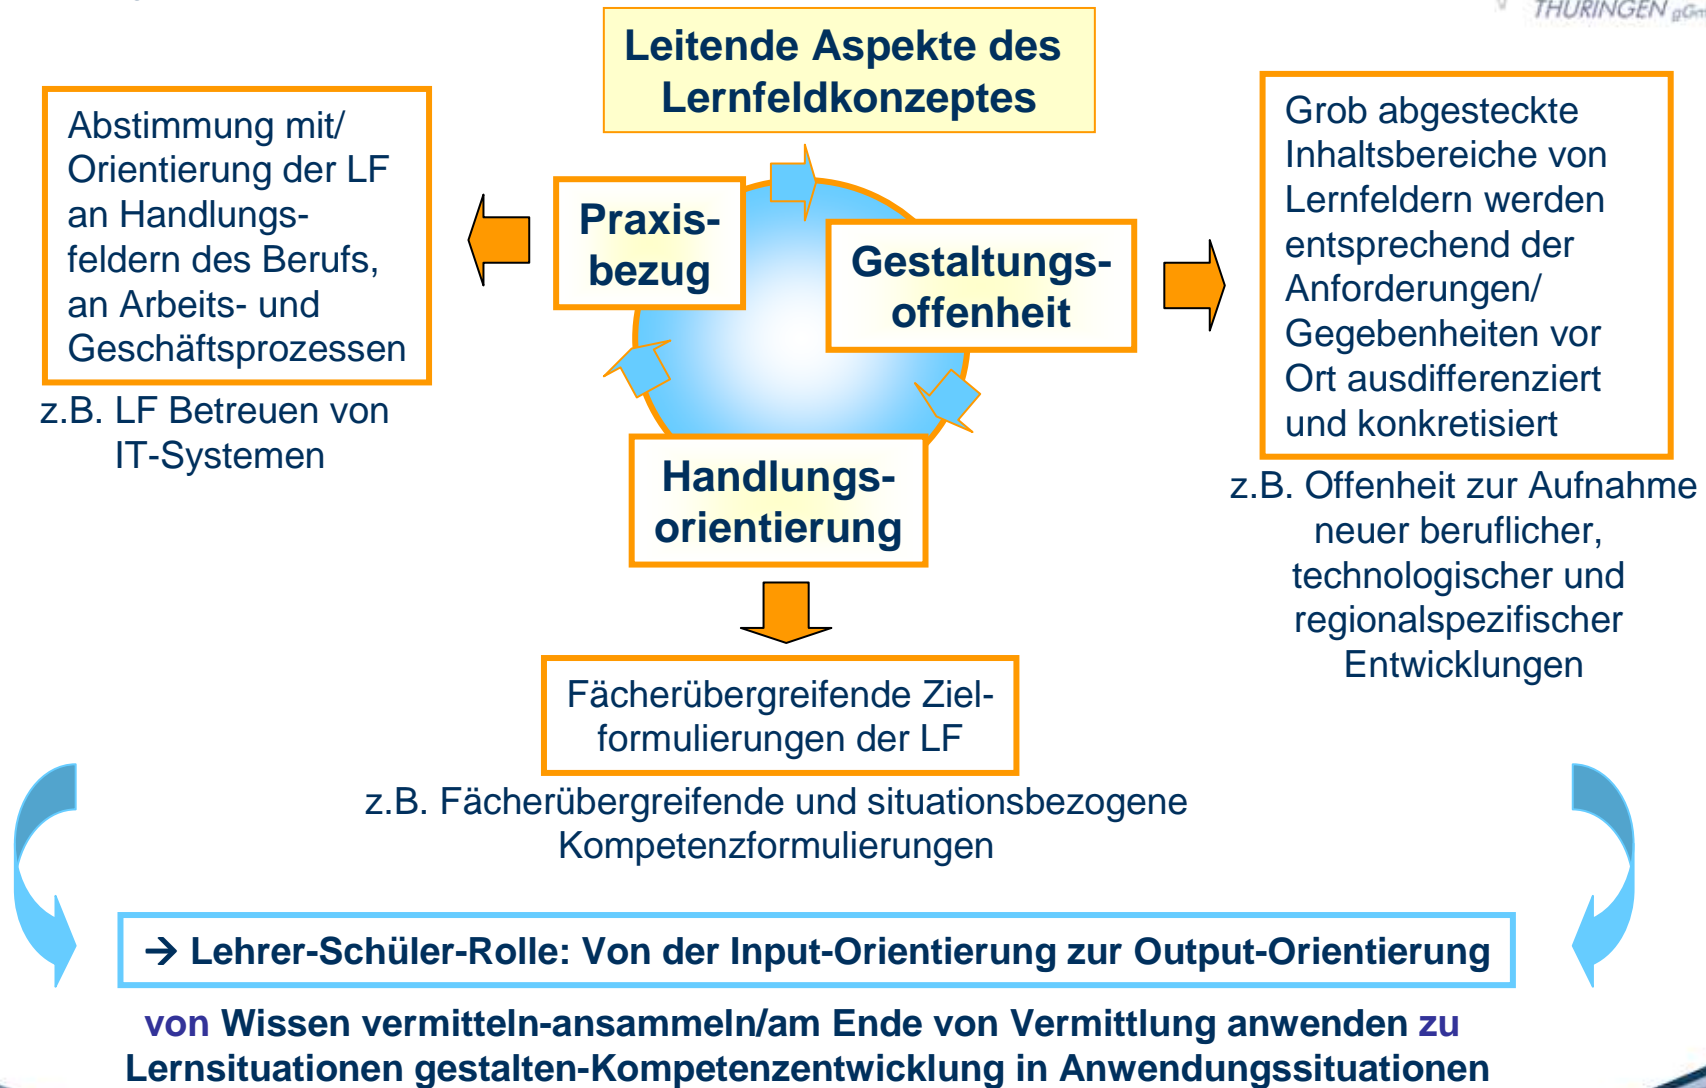 THÜRINGEN
Leitende Aspekte des
Lernfeldkonzeptes
Abstimmung mit/
Orientierung der LF
an Handlungs-
feldern des Berufs,
an Arbeits- und
Geschäftsprozessen
z.B. LF Betreuen von
IT-Systemen
Praxis-
bezug
Gestaltungs-
offenheit
Handlungs-
orientierung
Grob abgesteckte
Inhaltsbereiche von
Lernfeldern werden
entsprechend der
Anforderungen/
Gegebenheiten vor
Ort ausdifferenziert
und konkretisiert
z.B. Offenheit zur Aufnahme
neuer beruflicher,
technologischer und
regionalspezifischer
Entwicklungen
Fächerübergreifende Ziel-
formulierungen der LF
z.B. Fächerübergreifende und situationsbezogene
Kompetenzformulierungen
→ Lehrer-Schüler-Rolle: Von der Input-Orientierung zur Output-Orientierung
von Wissen vermitteln-ansammeln/am Ende von Vermittlung anwenden zu
Lernsituationen gestalten-Kompetenzentwicklung in Anwendungssituationen